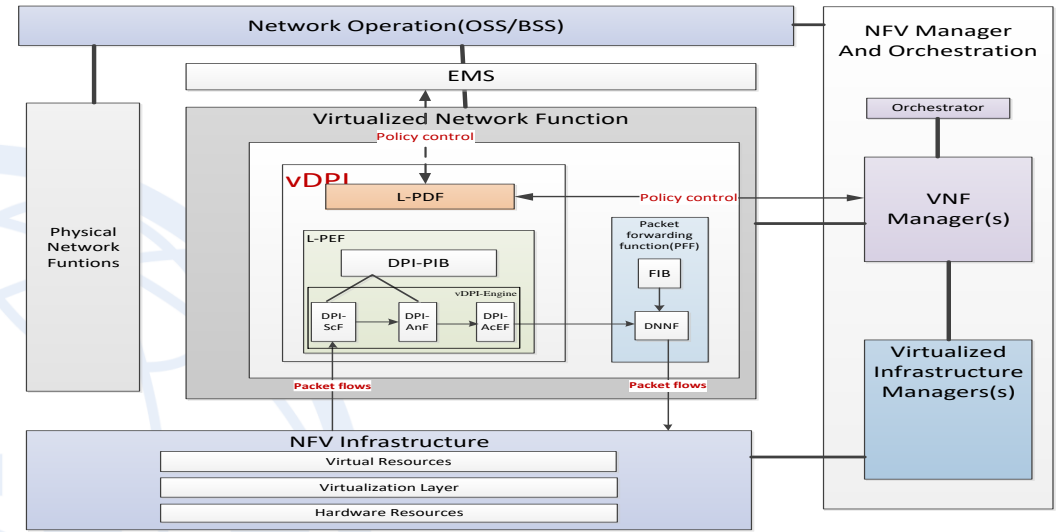 Network Operation(OSS/BSS)
NFV Manager
And Orchestration
EMS
Orchestrator
Virtualized Network Function
Policy control
vDPI
L-PDF
Policy control
VNF
Manager(s)
Physical
Network
Funtions
L-PEF
DPI-PIB
vDPI-Engine
DPI-
ScF
DPI-
AnF
DPI-
AcEF
Packet
forwarding
function(PFF)
FIB
DNNF
Virtualized
Infrastructure
Managers(s)
Packet flows
Packet flows
NFV Infrastructure
Virtual Resources
Virtualization Layer
Hardware Resources